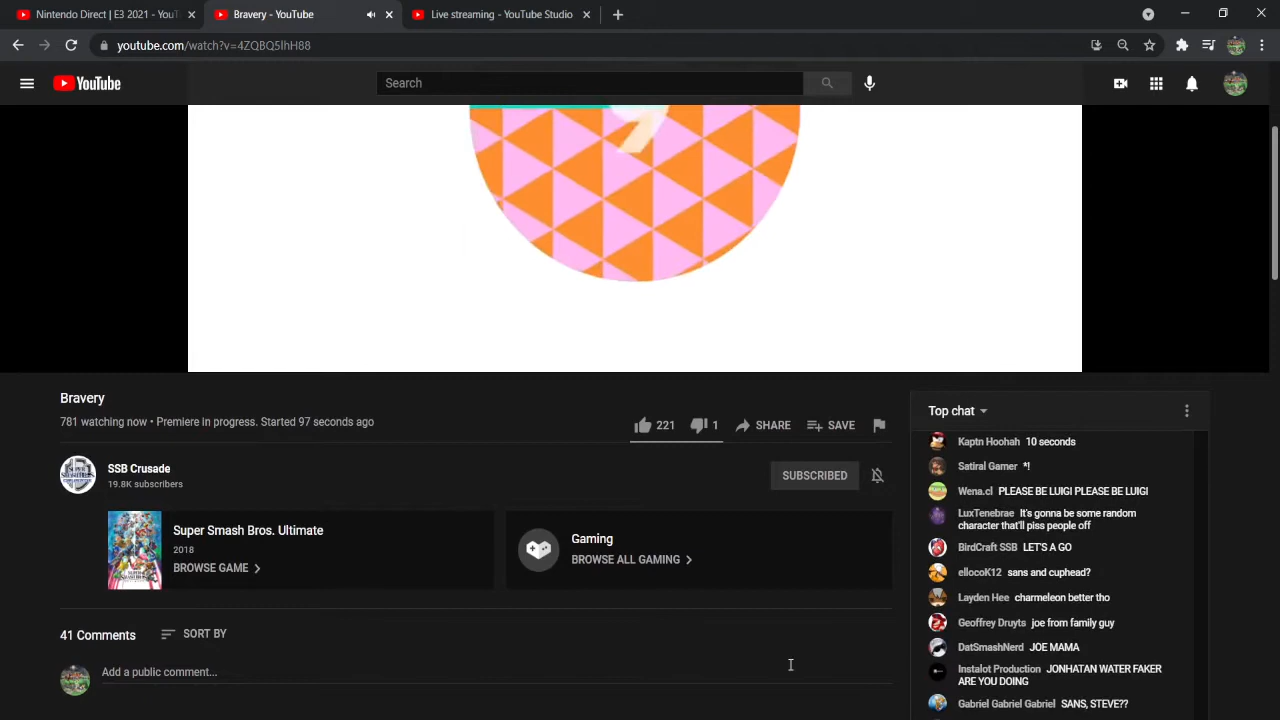 Nintendo Direct | E3 2021 - YouT
Bravery - YouTube
Live streaming - YouTube Studio
youtube.com/watch?v=4ZQBQ5IhH88
YouTube
Search
9
Bravery
781 watching now • Premiere in progress. Started 97 seconds ago
221
1
SHARE
SAVE
SSB Crusade
19.8K subscribers
SUBSCRIBED
Super Smash Bros. Ultimate
2018
BROWSE GAME
Gaming
BROWSE ALL GAMING
41 Comments
SORT BY
Add a public comment...
Top chat
Kaptn Hoohah 10 seconds
Satiral Gamer *!
Wena.cl PLEASE BE LUIGI PLEASE BE LUIGI
LuxTenebrae It's gonna be some random
character that'll piss people off
BirdCraft SSB LET'S A GO
ellocoK12 sans and cuphead?
Layden Hee charmeleon better tho
Geoffrey Druyts joe from family guy
DatSmashNerd JOE MAMA
Instalot Production JONHATAN WATER FAKER
ARE YOU DOING
Gabriel Gabriel Gabriel SANS, STEVE??